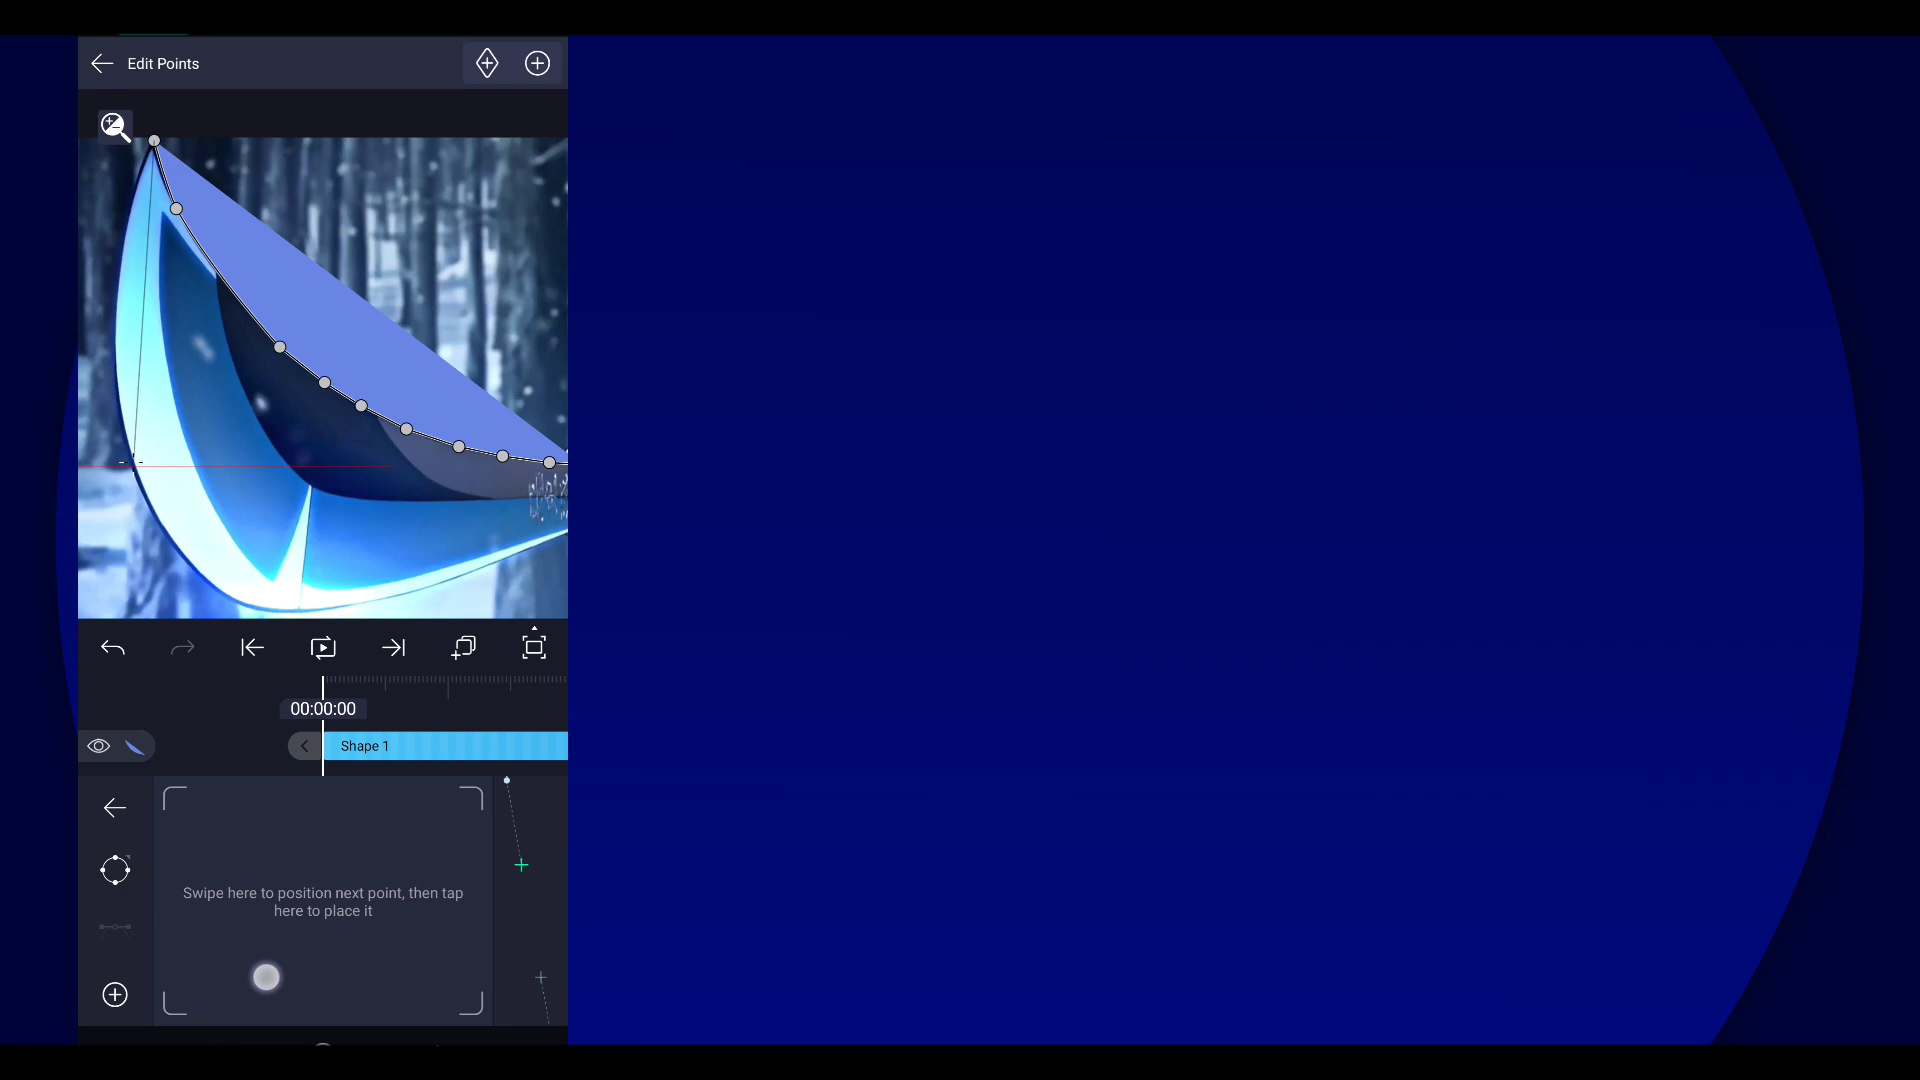 Edit Points
00:00:00
Shape 1
Swipe here to position next point, then tap
here to place it